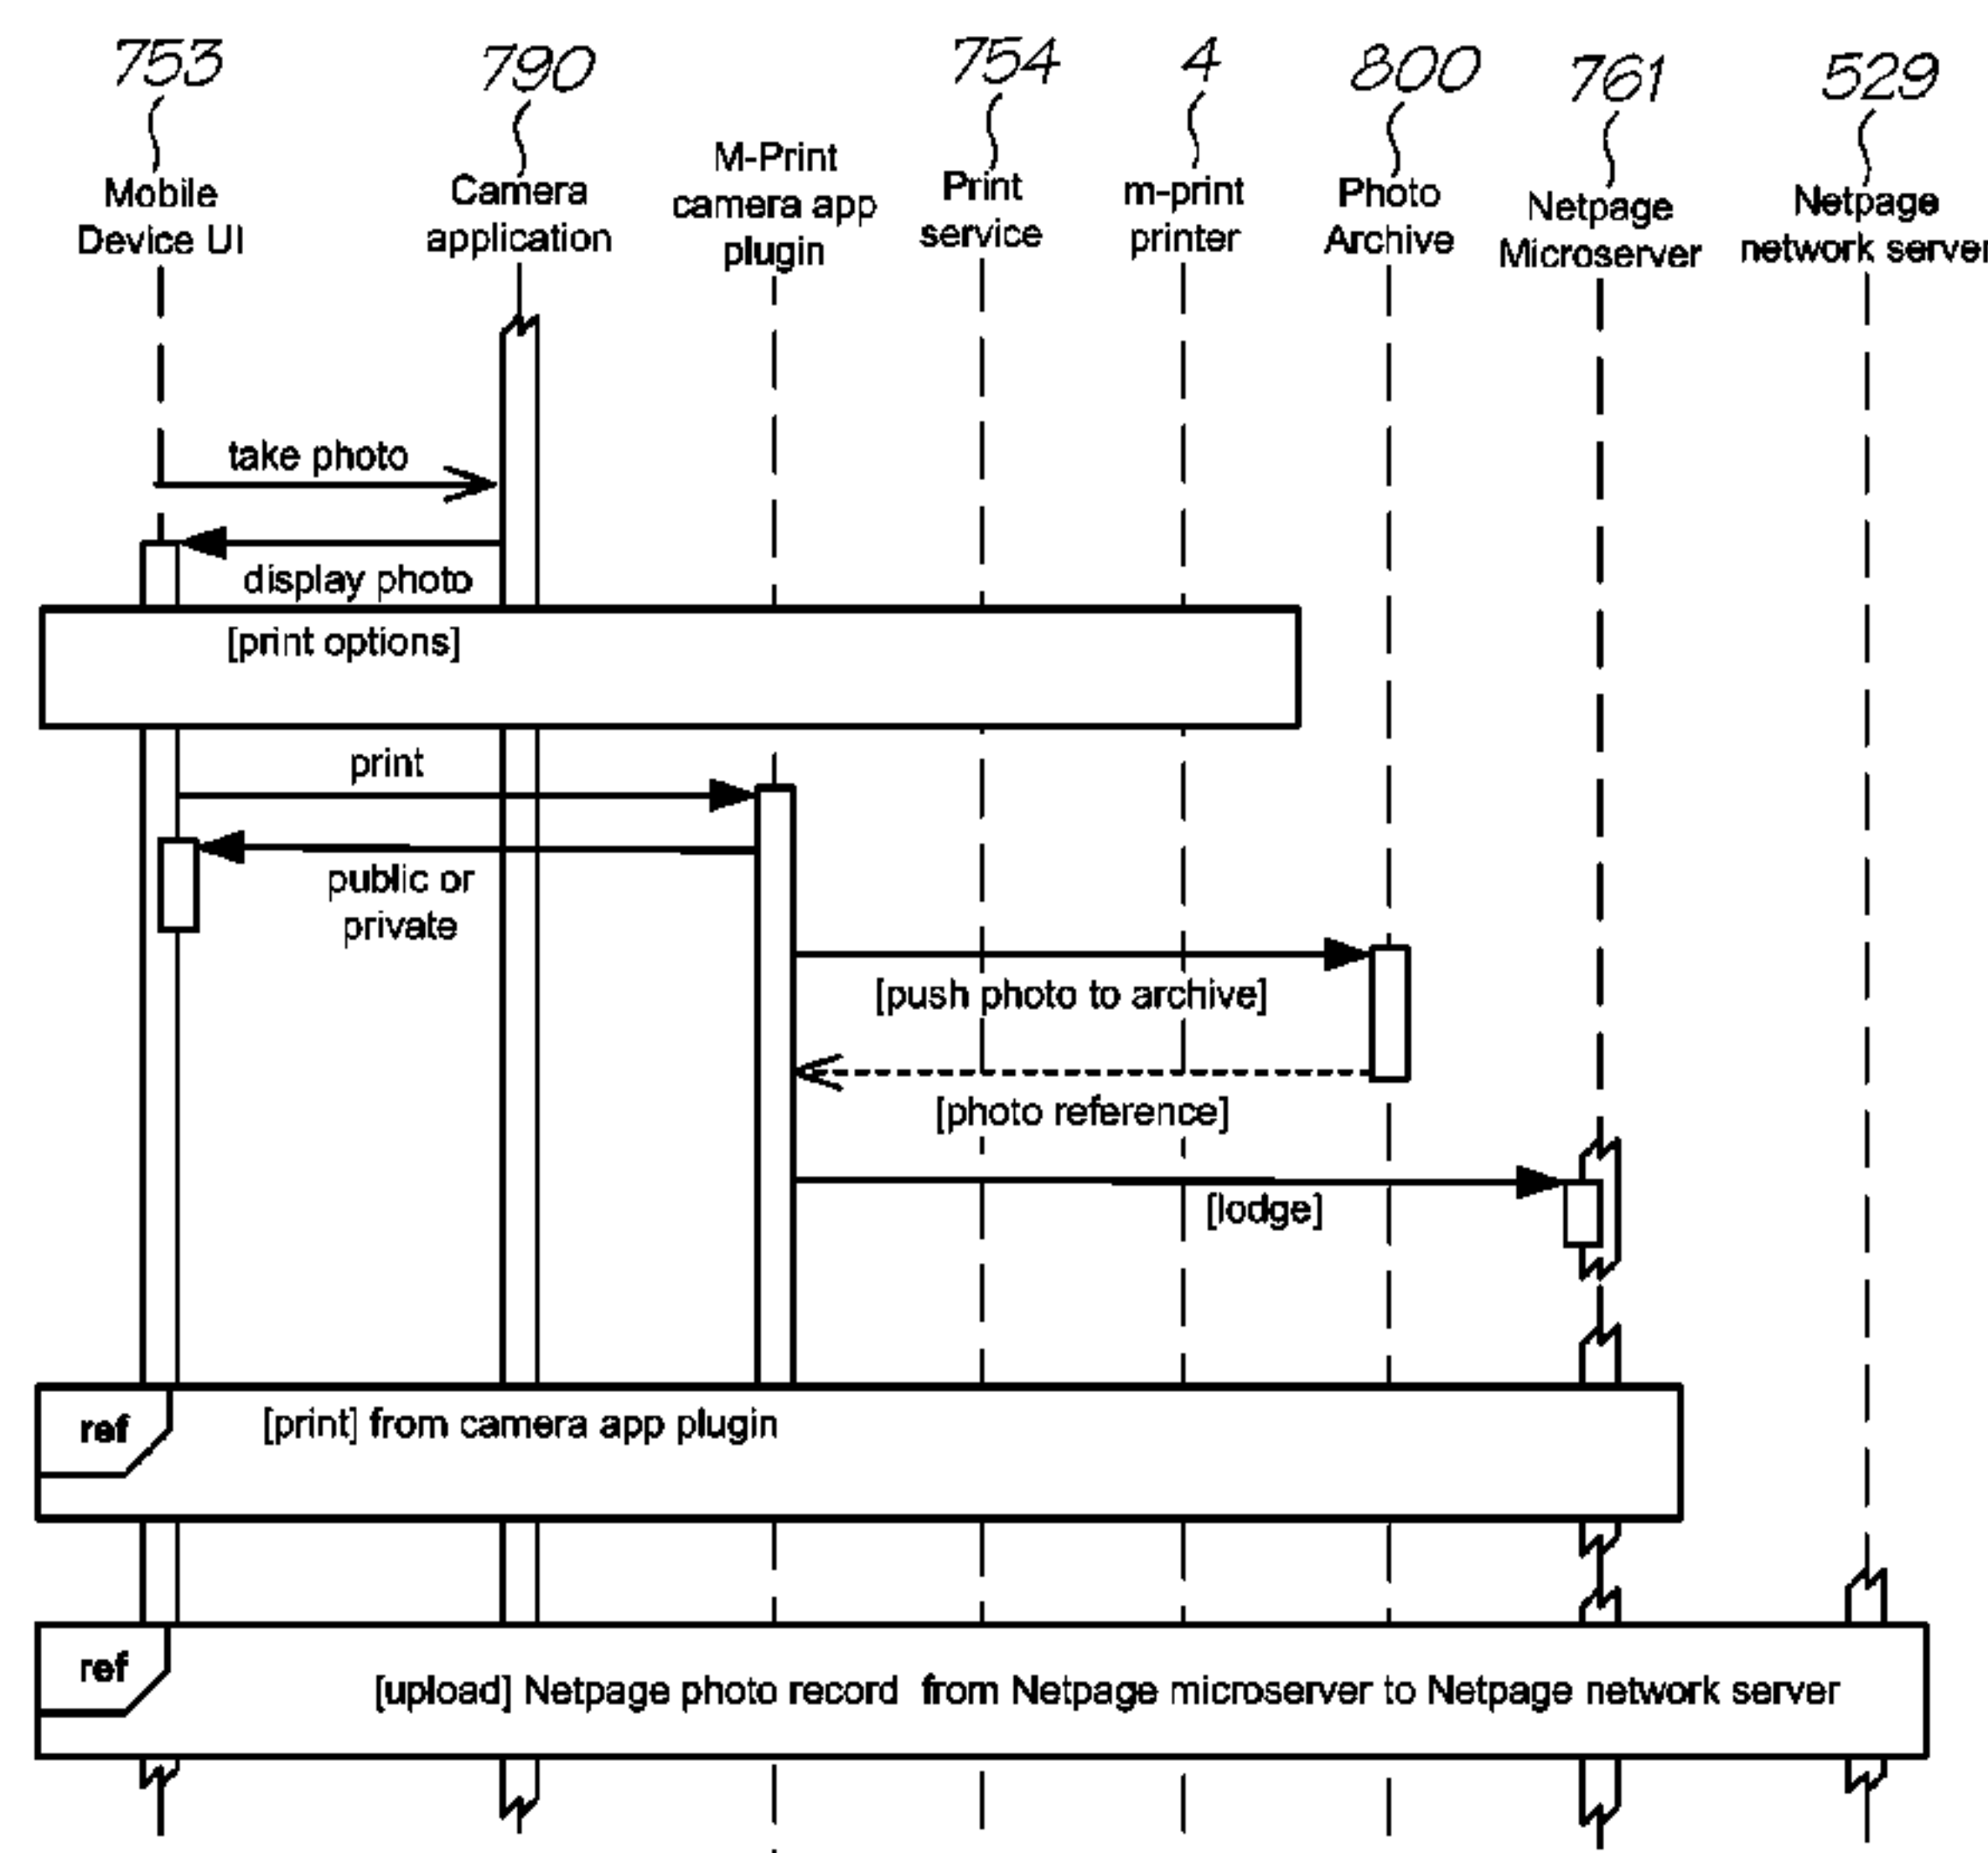 753
790
754
4
800
761
529
Mobile
Device UI
Camera
application
M-Print
camera app
plugin
Print
service
m-print
printer
Photo
Archive
Netpage
Microserver
Netpage
network server
take photo
display photo
[print options]
print
public or
private
[push photo to archive]
[photo reference]
[lodge]
ref
[print] from camera app plugin
ref
[upload] Netpage photo record from Netpage microserver to Netpage network server